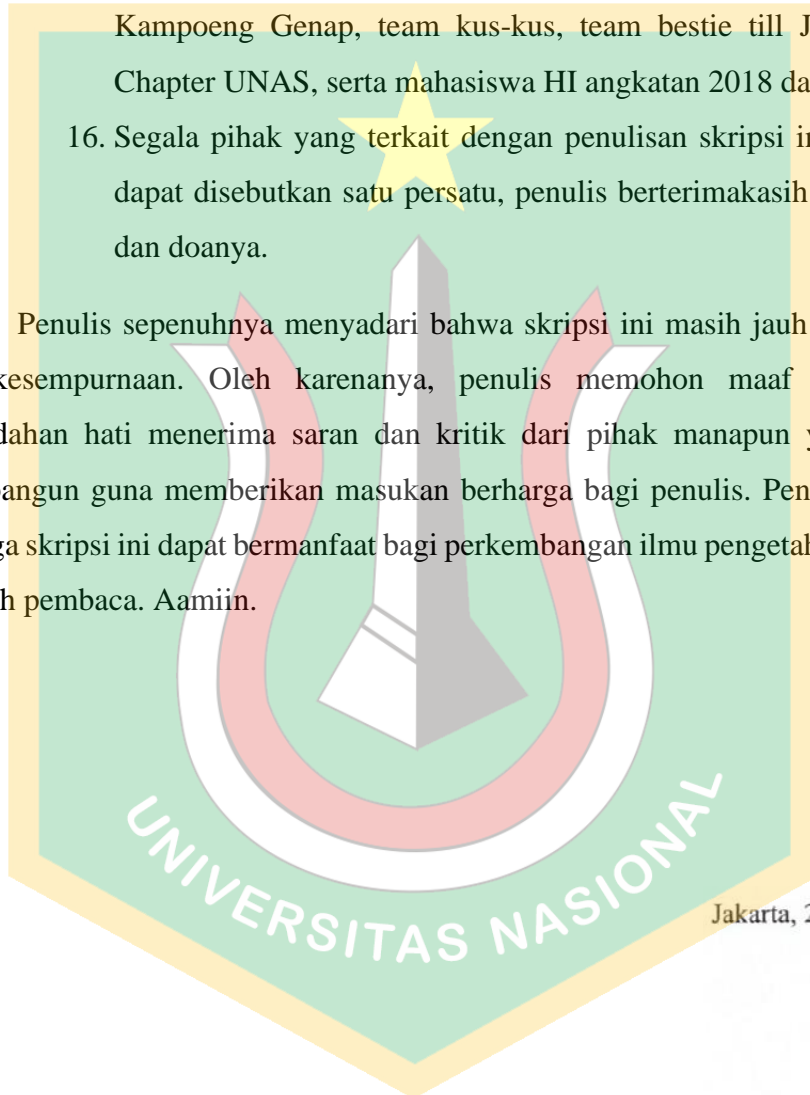 Kampoeng Genap, team kus-kus, team bestie till J
Chapter UNAS, serta mahasiswa HI angkatan 2018 da
16. Segala pihak yang terkait dengan penulisan skripsi in
dapat disebutkan satu persatu, penulis berterimakasih
dan doanya.
Penulis sepenuhnya menyadari bahwa skripsi ini masih jauh
kesempurnaan. Oleh karenanya, penulis memohon maaf
dahan hati menerima saran dan kritik dari pihak manapun y
bangun guna memberikan masukan berharga bagi penulis. Pen
ga skripsi ini dapat bermanfaat bagi perkembangan ilmu pengetah
h pembaca. Aamiin.
UNIVERSITAS NASIONAL
Jakarta, 2